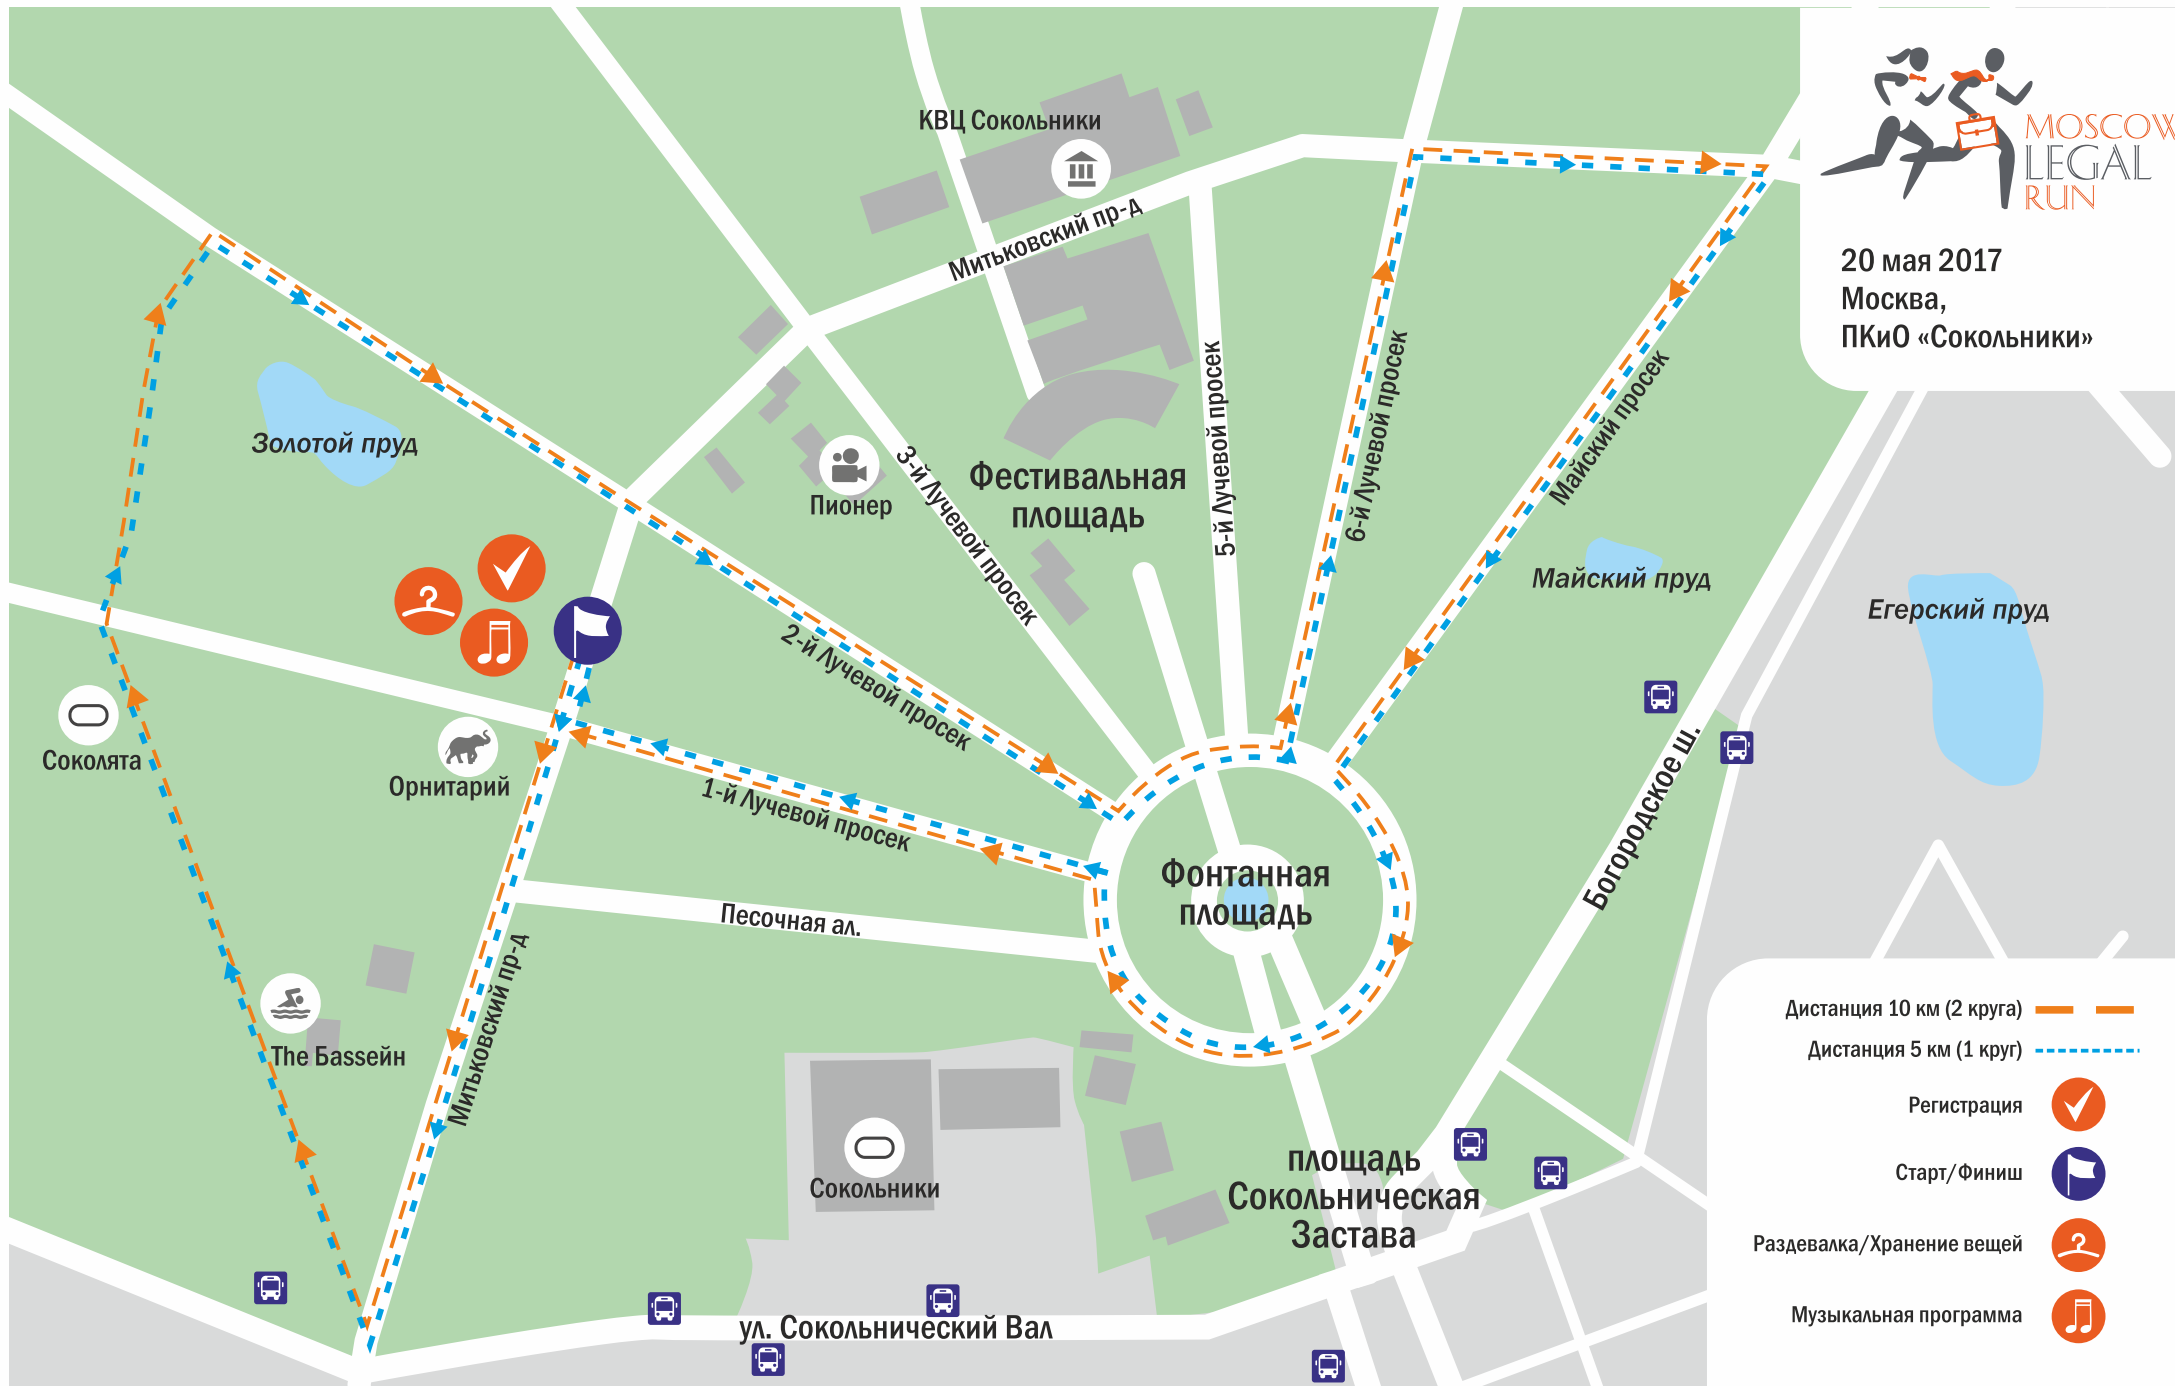 КВЦ Сокольники
MOSCOW
LEGAL
RUN
Митьковский пр-д
20 мая 2017
Москва,
ПКиО «Сокольники»
Золотой пруд
Пионер
3-й Лучевой просек
Фестивальная
площадь
5-й Лучевой просек
6-й Лучевой просек
Майский просек
Майский пруд
Егерский пруд
2-й Лучевой просек
Соколята
Орнитарий
1-й Лучевой просек
Богородское ш.
Фонтанная
площадь
Песочная ал.
Митьковский пр-д
The Баssейн
Сокольники
площадь
Сокольническая
Застава
ул. Сокольнический Вал
Дистанция 10 км (2 круга)
Дистанция 5 км (1 круг)
Регистрация
Старт/Финиш
Раздевалка/Хранение вещей
Музыкальная программа